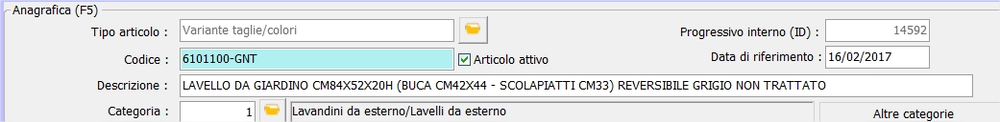 Anagrafica (F5)
Tipo articolo : Variante taglie/colori Progressivo interno (ID) : 14592
Codice : 6101100-GNT Articolo attivo Data di riferimento : 16/02/2017
Descrizione : LAVELLO DA GIARDINO CM84X52X20H (BUCA CM42X44 - SCOLAPIATTI CM33) REVERSIBILE GRIGIO NON TRATTATO
Categoria : 1 Lavandini da esterno/Lavelli da esterno Altre categorie